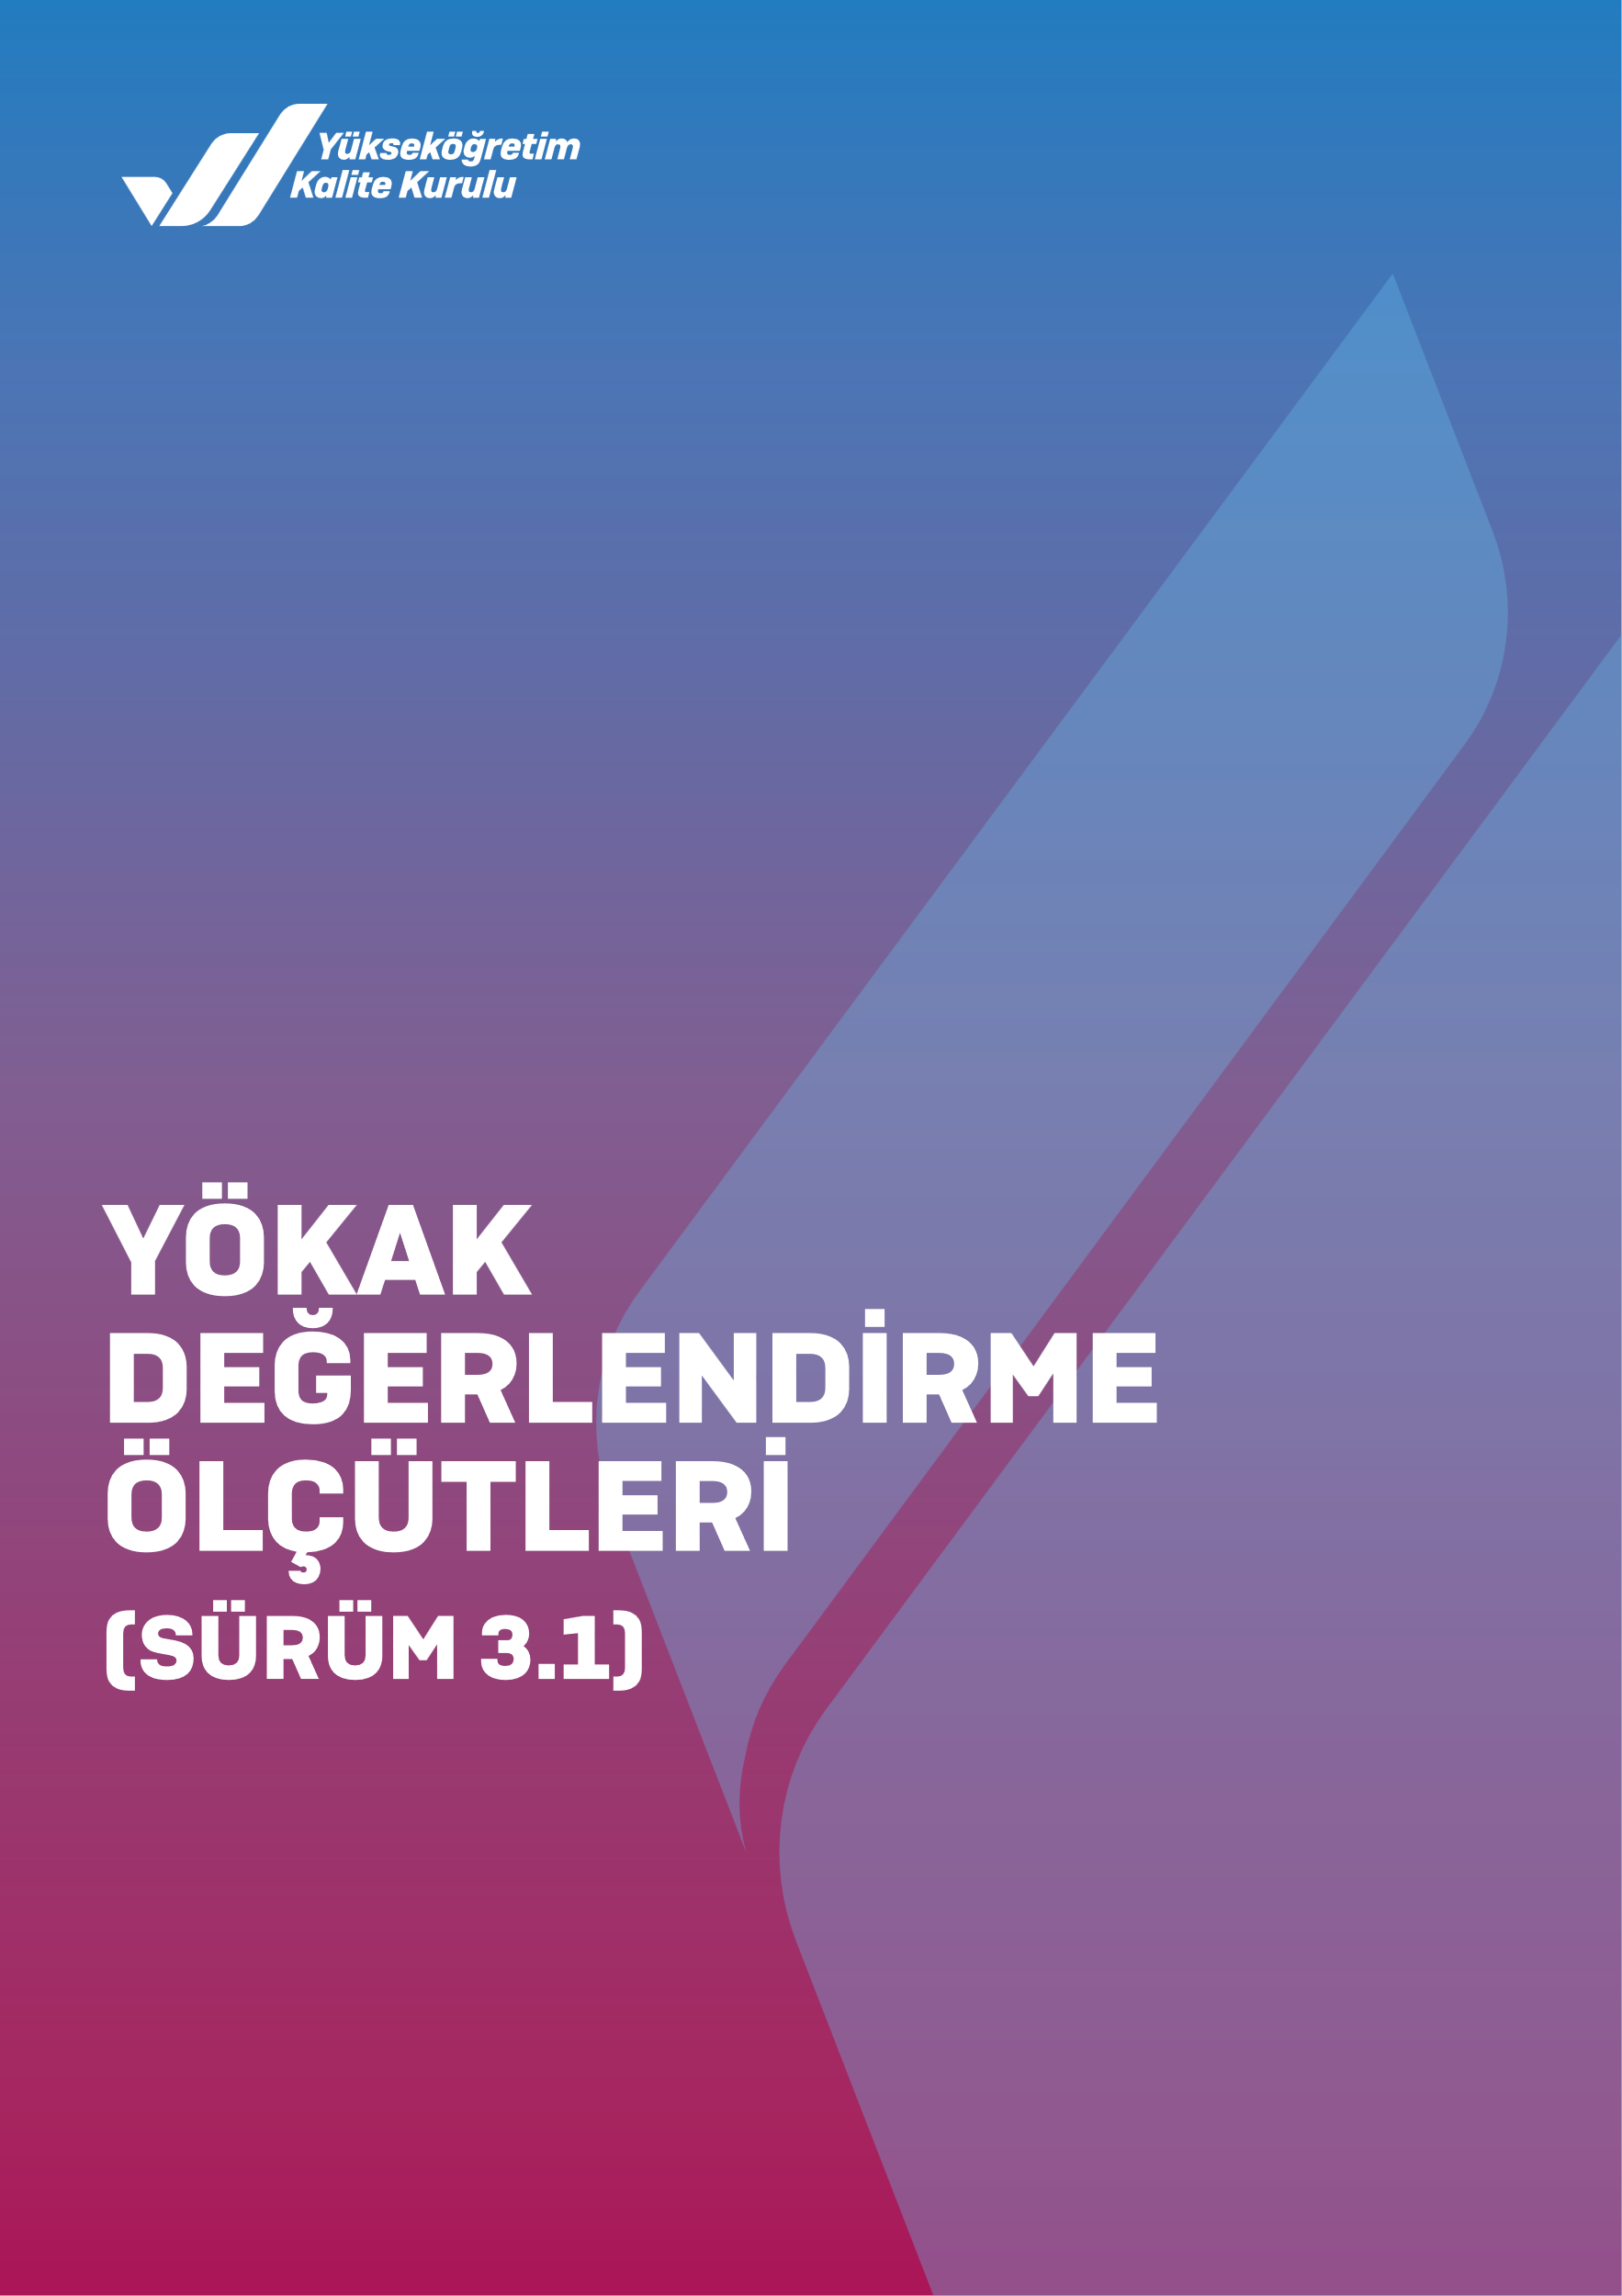 Yükseköğretim
Kalite Kurulu
YÖKAK
DEĞERLENDİRME
ÖLÇÜTLERİ
(SÜRÜM 3.1)